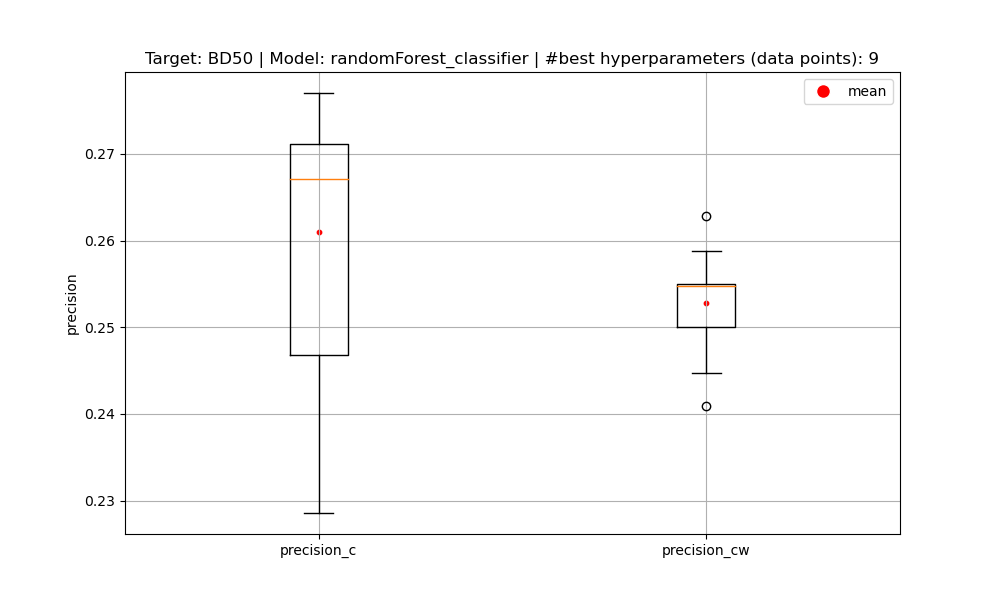 Target: BD50 | Model: randomForest_classifier | #best hyperparameters (data points): 9
mean
0.27
0.26
0.25
0.24
0.23
precision
precision_c
precision_cw